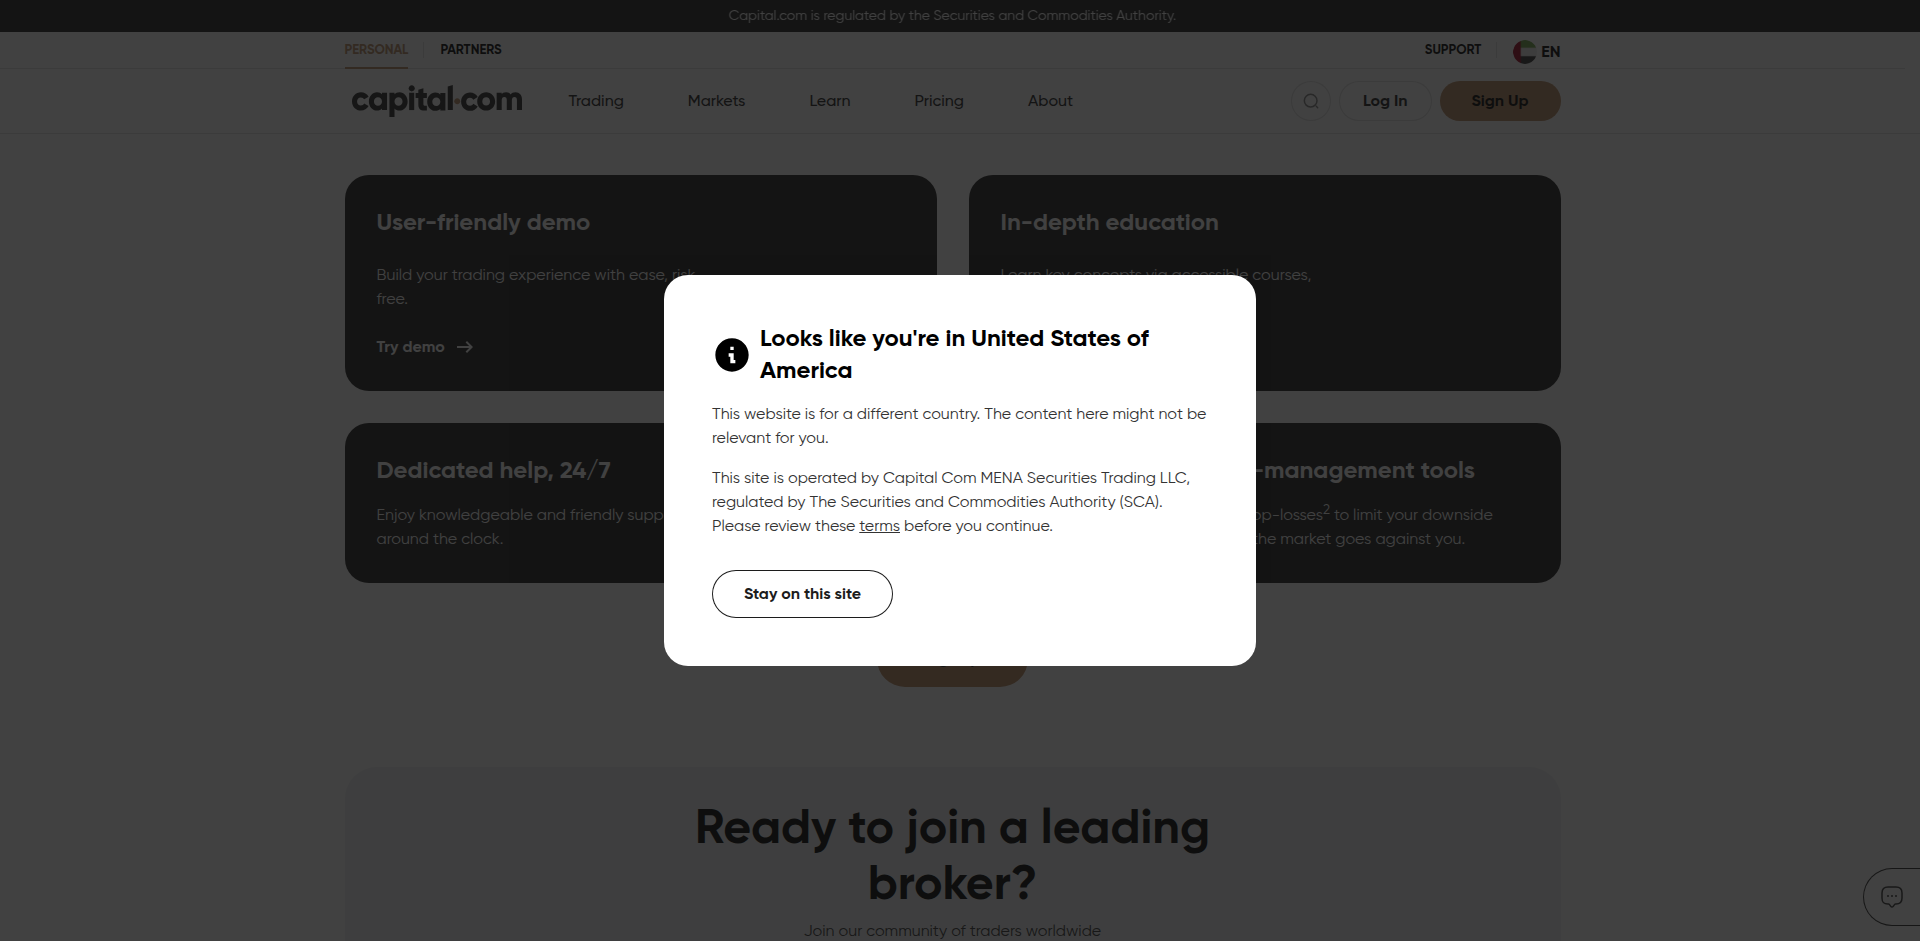 Capital.com is regulated by the Securities and Commodities Authority.
PERSONAL
PARTNERS
SUPPORT
EN
capital.com
Trading
Markets
Learn
Pricing
About
Log In
Sign Up
User-friendly demo
Build your trading experience with ease, risk
free.
Try demo
In-depth education
Learn key concepts via accessible courses,
Looks like you're in United States of
America
This website is for a different country. The content here might not be
relevant for you.
This site is operated by Capital Com MENA Securities Trading LLC,
regulated by The Securities and Commodities Authority (SCA).
Please review these terms before you continue.
Stay on this site
Dedicated help, 24/7
Enjoy knowledgeable and friendly supp
around the clock.
-management tools
op-losses2 to limit your downside
the market goes against you.
Ready to join a leading
broker?
Join our community of traders worldwide